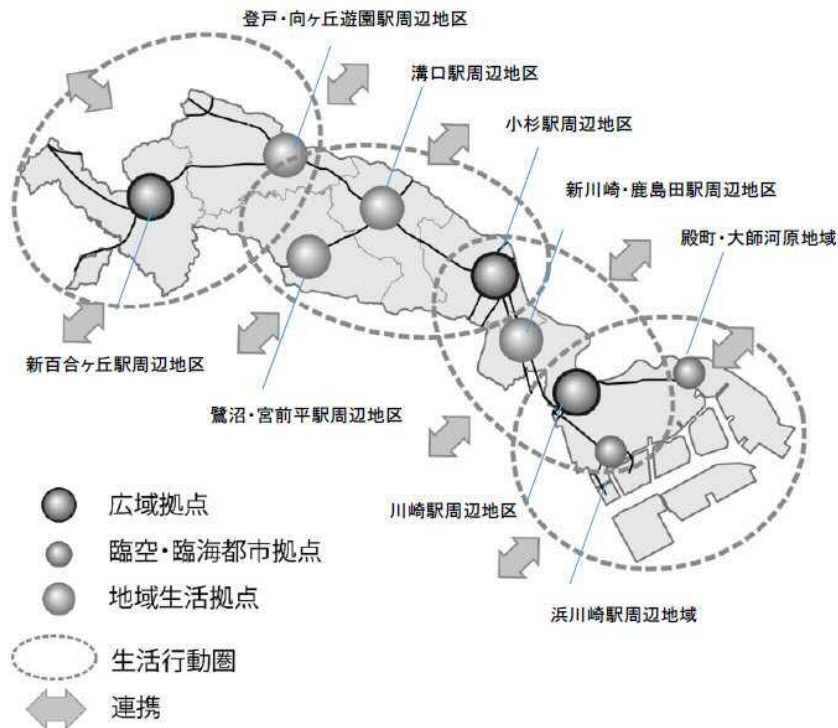 登戸・向ヶ丘遊園駅周辺地区
溝口駅周辺地区
小杉駅周辺地区
新川崎・鹿島田駅周辺地区
殿町・大師河原地域
新百合ヶ丘駅周辺地区
鷺沼・宮前平駅周辺地区
川崎駅周辺地区
浜川崎駅周辺地域
広域拠点
臨空・臨海都市拠点
地域生活拠点
生活行動圏
連携